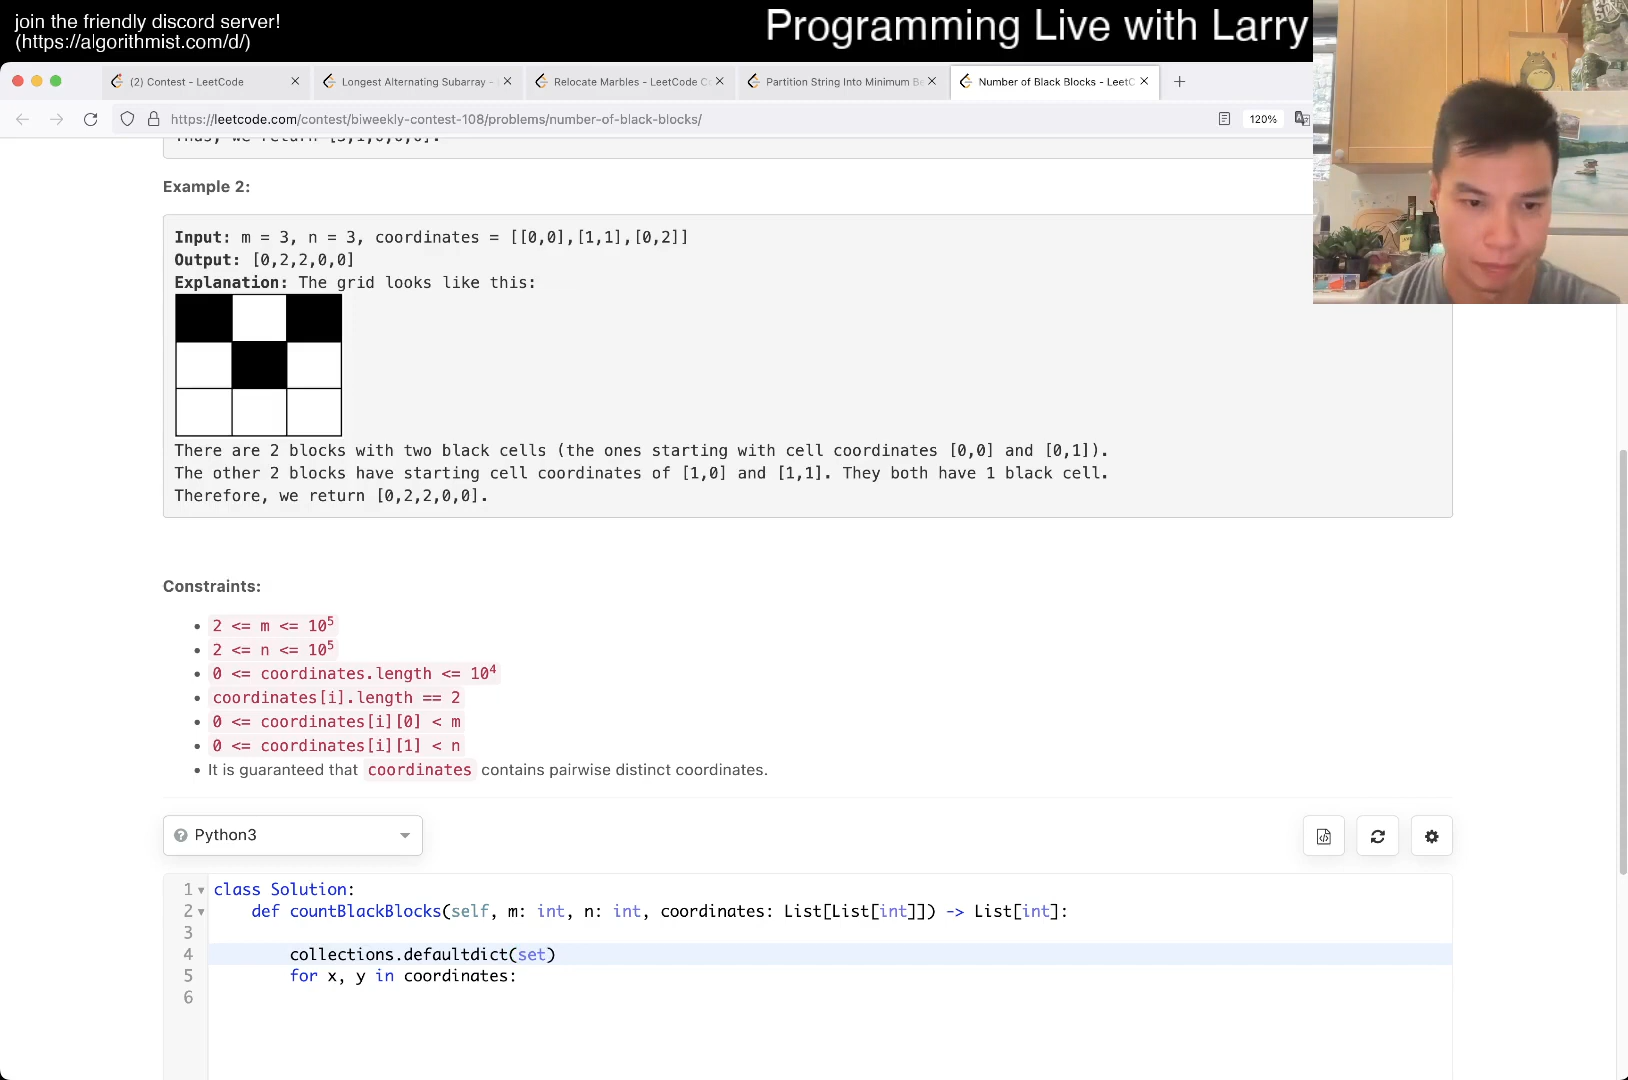 join the friendly discord server!
(https://algorithmist.com/d/)
Programming Live with Larry
(2) Contest - LeetCode
Longest Alternating Subarray -
Relocate Marbles - LeetCode C
Partition String Into Minimum Be
Number of Black Blocks - LeetC
https://leetcode.com/contest/biweekly-contest-108/problems/number-of-black-blocks/
120%
Example 2:
Input: m = 3, n = 3, coordinates = [[0,0],[1,1],[0,2]]
Output: [0,2,2,0,0]
Explanation: The grid looks like this:
There are 2 blocks with two black cells (the ones starting with cell coordinates [0,0] and [0,1]).
The other 2 blocks have starting cell coordinates of [1,0] and [1,1]. They both have 1 black cell.
Therefore, we return [0,2,2,0,0].
Constraints:
2 <= m <= 10⁵
2 <= n <= 10⁵
0 <= coordinates.length <= 10⁴
coordinates[i].length == 2
0 <= coordinates[i][0] < m
0 <= coordinates[i][1] < n
It is guaranteed that coordinates contains pairwise distinct coordinates.
Python3
1 class Solution:
2 def countBlackBlocks(self, m: int, n: int, coordinates: List[List[int]]) -> List[int]:
3
4 collections.defaultdict(set)
5 for x, y in coordinates:
6